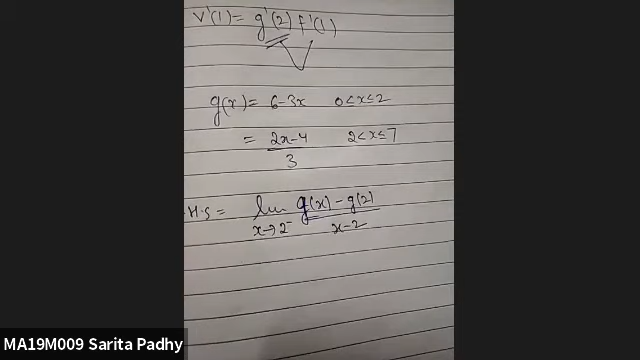 v'(1) = g'(2) f'(1)
g(x) = 6-3x 0<x≤2
= 2x-4 / 3 2<x≤7
.H.S = lim x→2⁻ g(x) - g(2) / x-2
MA19M009 Sarita Padhy